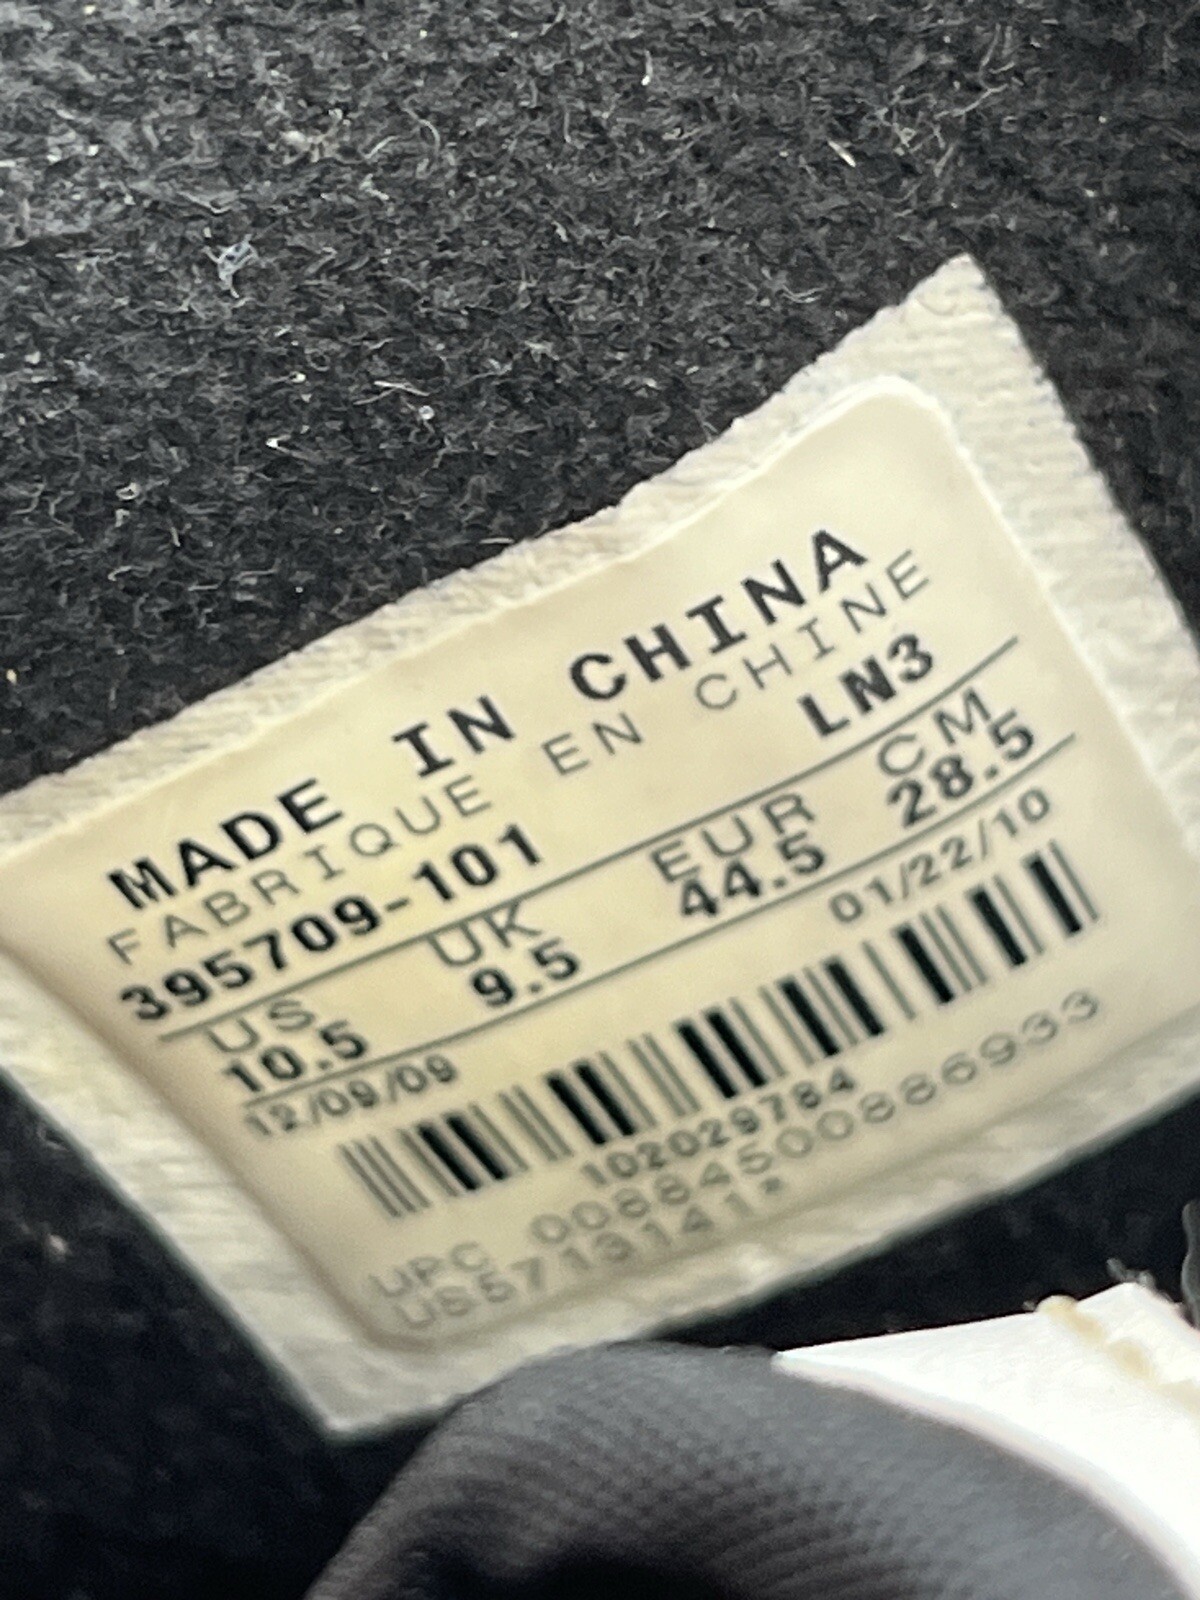 MADE IN CHINA
FABRIQUE EN CHINE
395709-101 LN3
US UK EUR CM
10.5 9.5 44.5 28.5
12/09/09 01/22/10
102029784
UPC 00884500886933
US5713141*